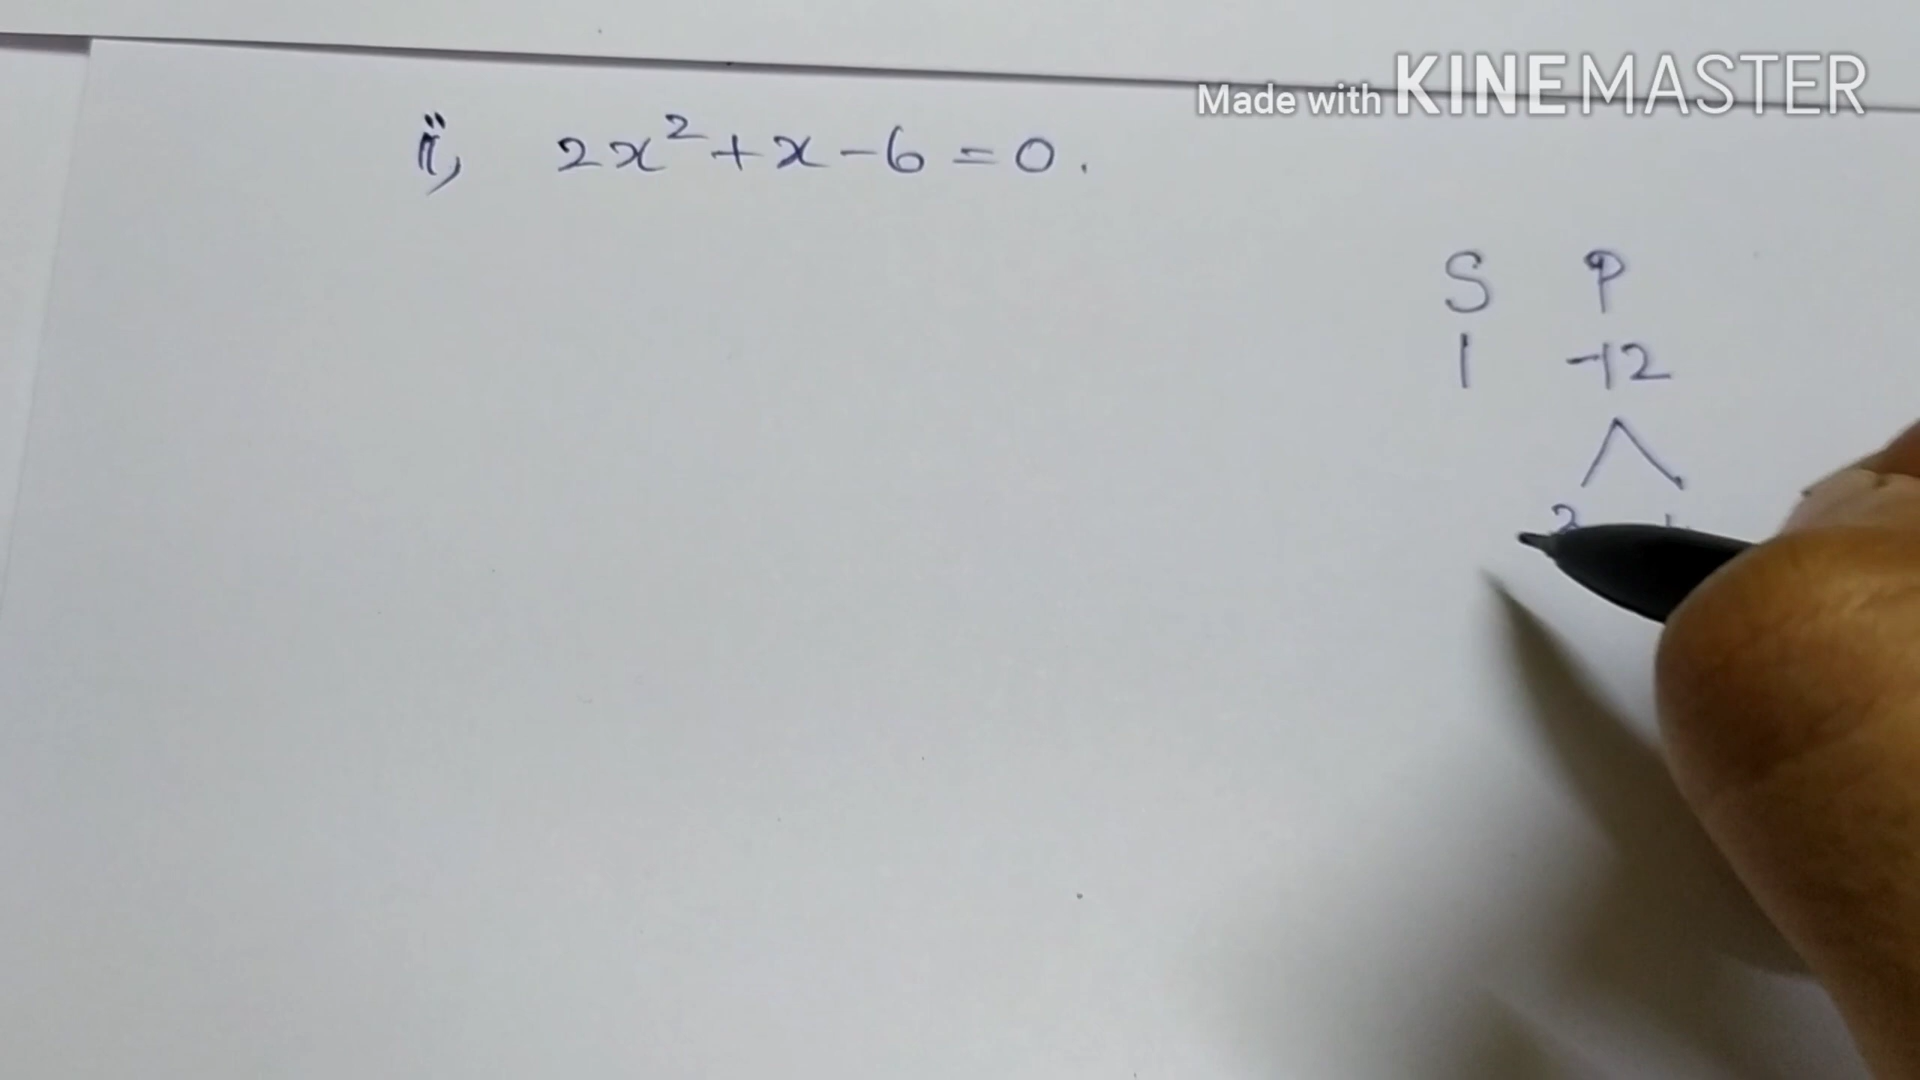 Made with KINEMASTER
ii, 2x² + x - 6 = 0.
S P
1 -12